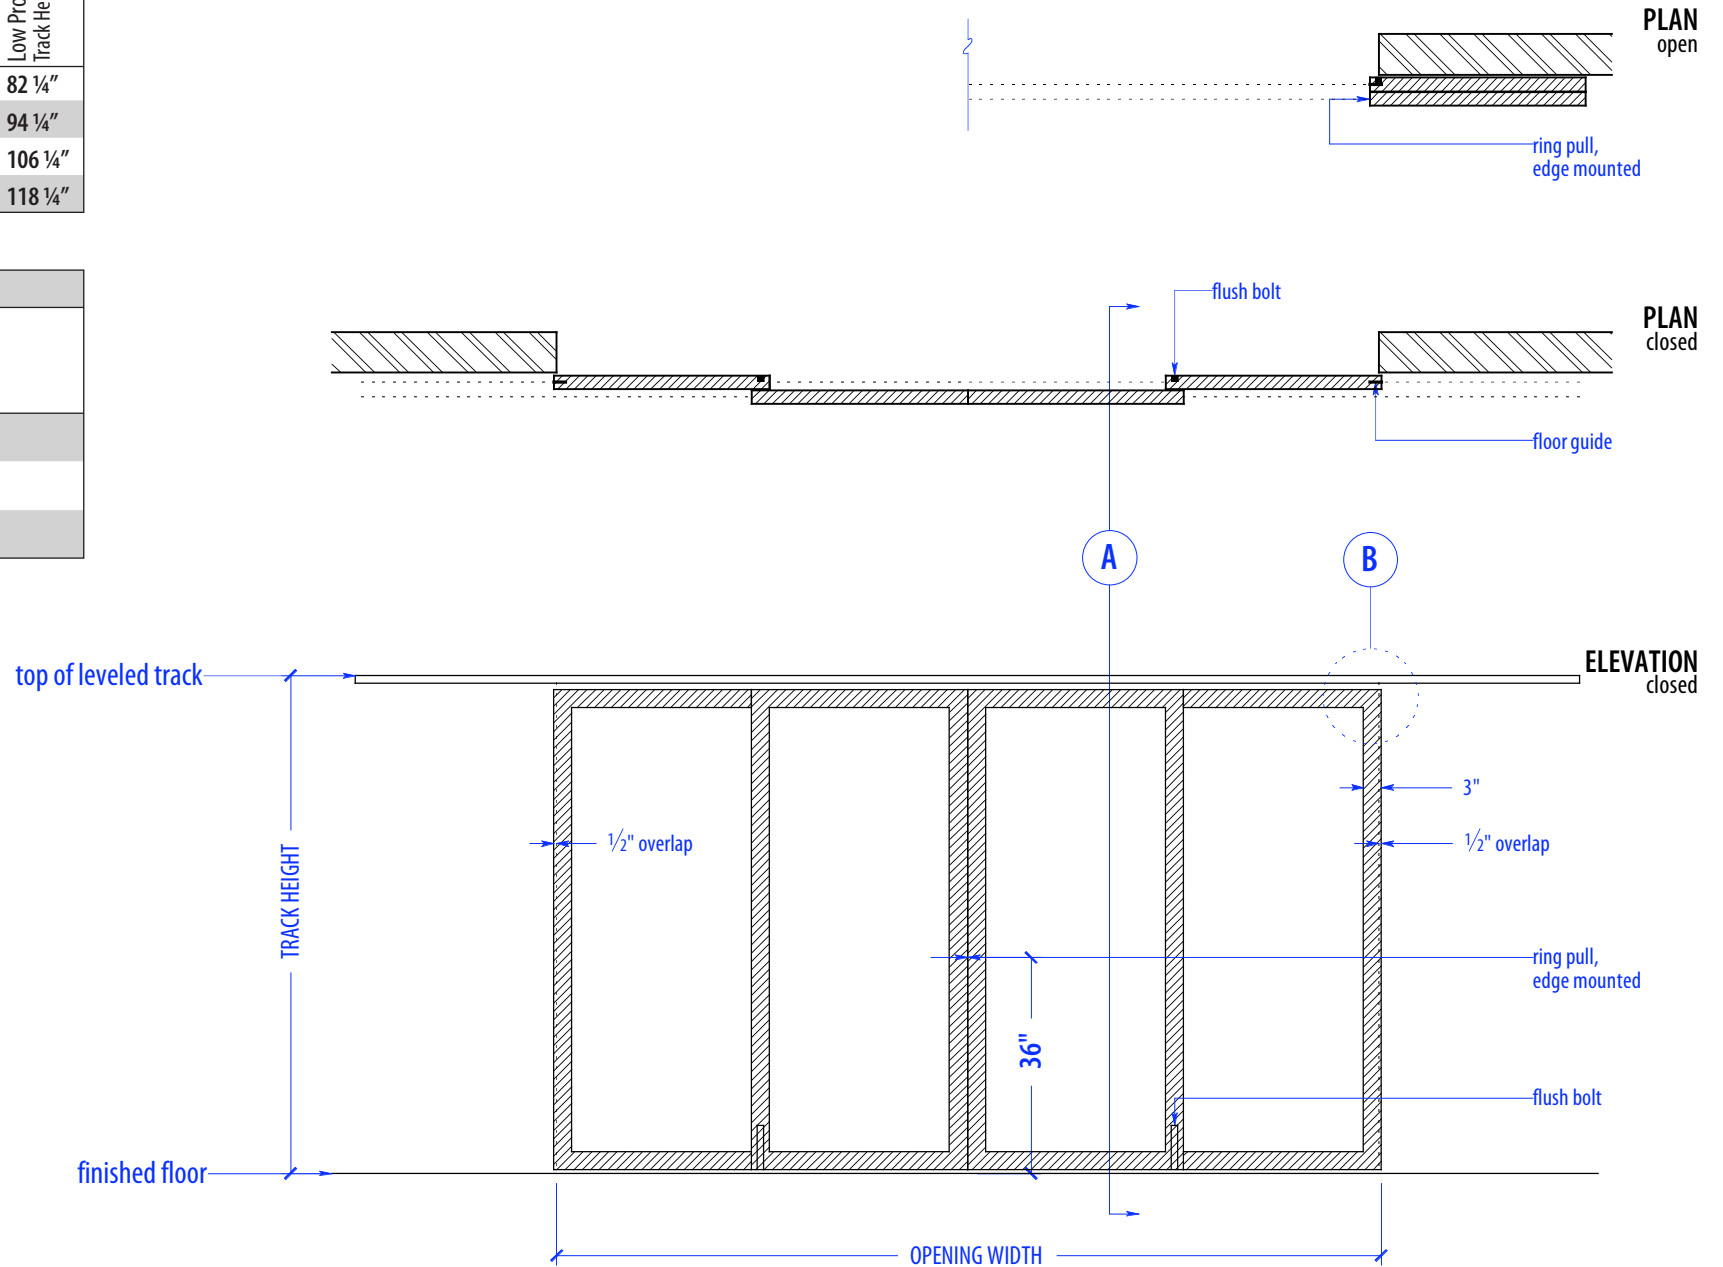 Low Pro
Track He
82 ¼”
94 ¼”
106 ¼”
118 ¼”
PLAN
open
ring pull,
edge mounted
PLAN
closed
flush bolt
floor guide
A
B
ELEVATION
closed
top of leveled track
3"
1/2" overlap
1/2" overlap
TRACK HEIGHT
ring pull,
edge mounted
36"
flush bolt
finished floor
OPENING WIDTH